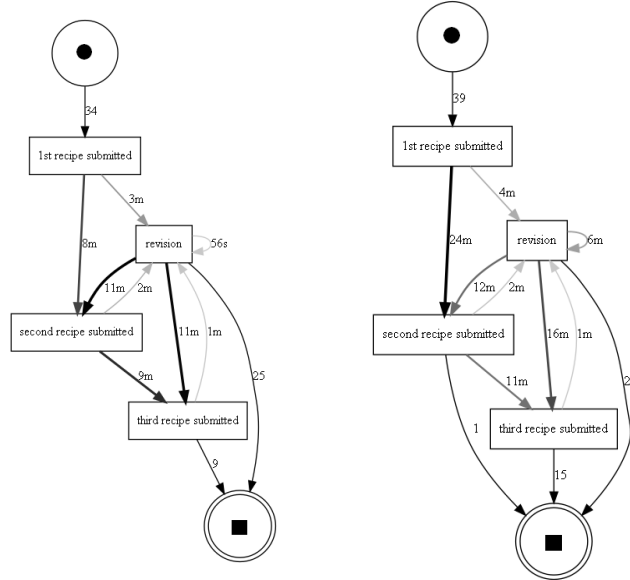 34
1st recipe submitted
3m
revision
56s
8m
11m
2m
second recipe submitted
11m
1m
9m
25
third recipe submitted
9
39
1st recipe submitted
4m
24m
revision
6m
12m
2m
second recipe submitted
16m
1m
11m
2
1
third recipe submitted
15